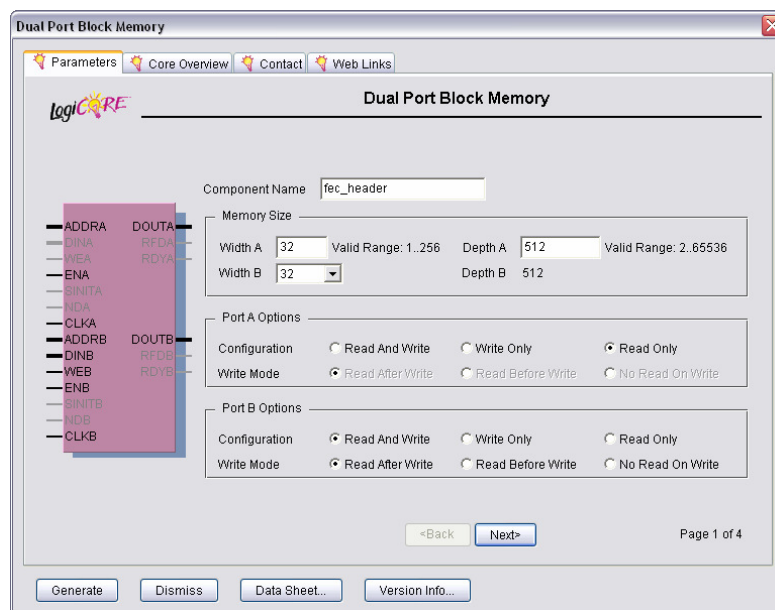 Dual Port Block Memory
Parameters Core Overview Contact Web Links
LogiCORE Dual Port Block Memory
Component Name fec_header
Memory Size
Width A 32 Valid Range: 1..256 Depth A 512 Valid Range: 2..65536
Width B 32 Depth B 512
Port A Options
Configuration Read And Write Write Only Read Only
Write Mode Read After Write Read Before Write No Read On Write
Port B Options
Configuration Read And Write Write Only Read Only
Write Mode Read After Write Read Before Write No Read On Write
ADDRA DOUTA
DINA RFDA
WEA RDYA
ENA
SINITA
NDA
CLKA
ADDRB DOUTB
DINB RFDB
WEB RDYB
ENB
SINITB
NDB
CLKB
<Back Next> Page 1 of 4
Generate Dismiss Data Sheet... Version Info...